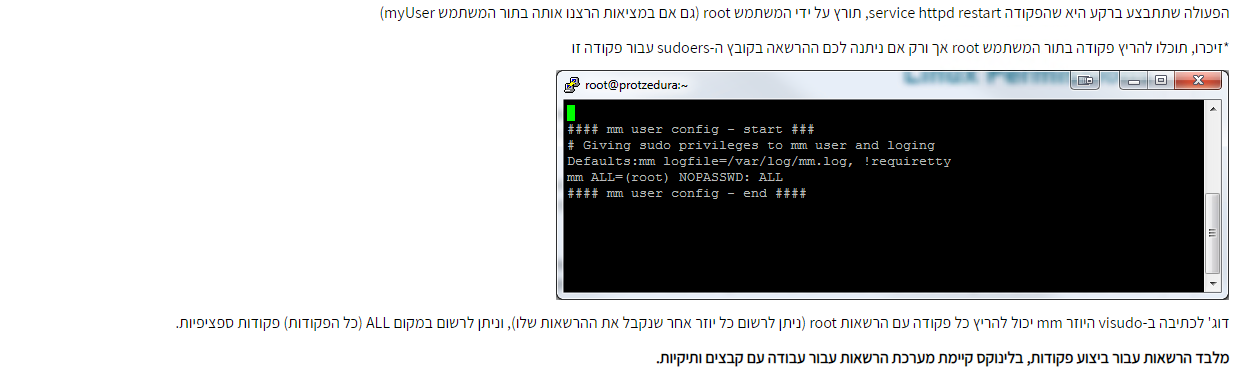 הפעולה שתתבצע ברקע היא שהפקודה service httpd restart, תורץ על ידי המשתמש root (גם אם במציאות הרצנו אותה בתור המשתמש myUser)
*זיכרו, תוכלו להריץ פקודה בתור המשתמש root אך ורק אם ניתנה לכם ההרשאה בקובץ ה-sudoers עבור פקודה זו
root@protzedura:~
#### mm user config - start ###
# Giving sudo privileges to mm user and loging
Defaults:mm logfile=/var/log/mm.log, !requiretty
mm ALL=(root) NOPASSWD: ALL
#### mm user config - end ####
דוג' לכתיבה ב-visudo היוזר mm יכול להריץ כל פקודה עם הרשאות root (ניתן לרשום כל יוזר אחר שנקבל את ההרשאות שלו), וניתן לרשום במקום ALL (כל הפקודות) פקודות ספציפיות.
מלבד הרשאות עבור ביצוע פקודות, בלינוקס קיימת מערכת הרשאות עבור עבודה עם קבצים ותיקיות.